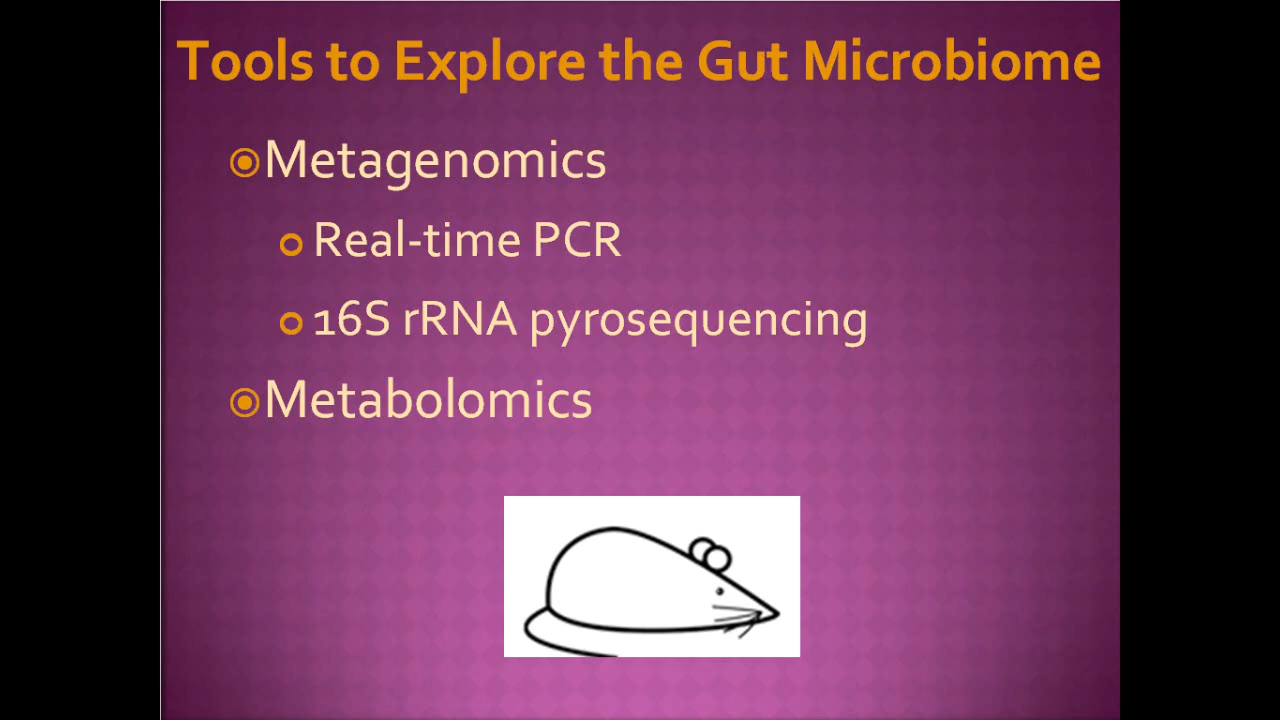 Tools to Explore the Gut Microbiome
Metagenomics
Real-time PCR
16S rRNA pyrosequencing
Metabolomics